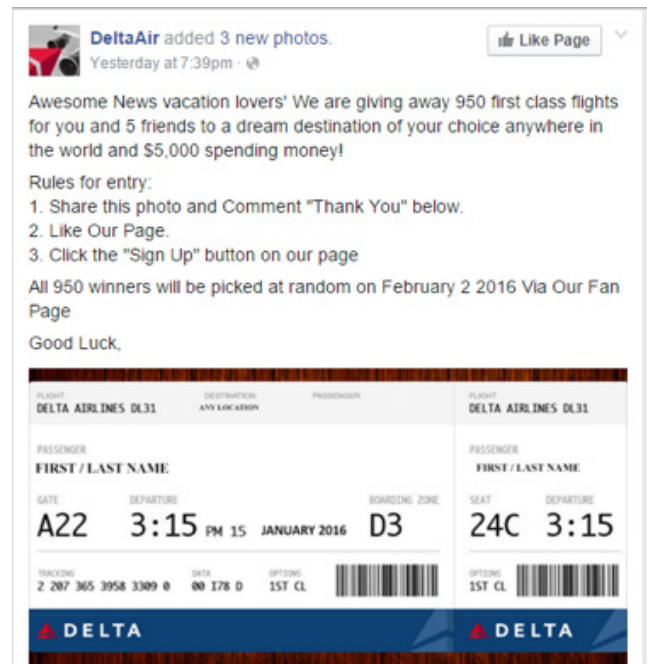 DeltaAir added 3 new photos.
Like Page
Yesterday at 7:39pm
Awesome News vacation lovers' We are giving away 950 first class flights
for you and 5 friends to a dream destination of your choice anywhere in
the world and $5,000 spending money!
Rules for entry:
1. Share this photo and Comment "Thank You" below.
2. Like Our Page.
3. Click the "Sign Up" button on our page
All 950 winners will be picked at random on February 2 2016 Via Our Fan
Page
Good Luck,
FLIGHT DESTINATION PASSENGER
DELTA AIRLINES DL31 ANY LOCATION
PASSENGER
FIRST / LAST NAME
GATE DEPARTURE BOARDING ZONE
A22 3:15 PM 15 JANUARY 2016 D3
TRACKING DATA OPTIONS
2 207 365 3958 3309 0 00 I78 D 1ST CL
DELTA
FLIGHT
DELTA AIRLINES DL31
PASSENGER
FIRST / LAST NAME
SEAT DEPARTURE
24C 3:15
OPTIONS
1ST CL
DELTA